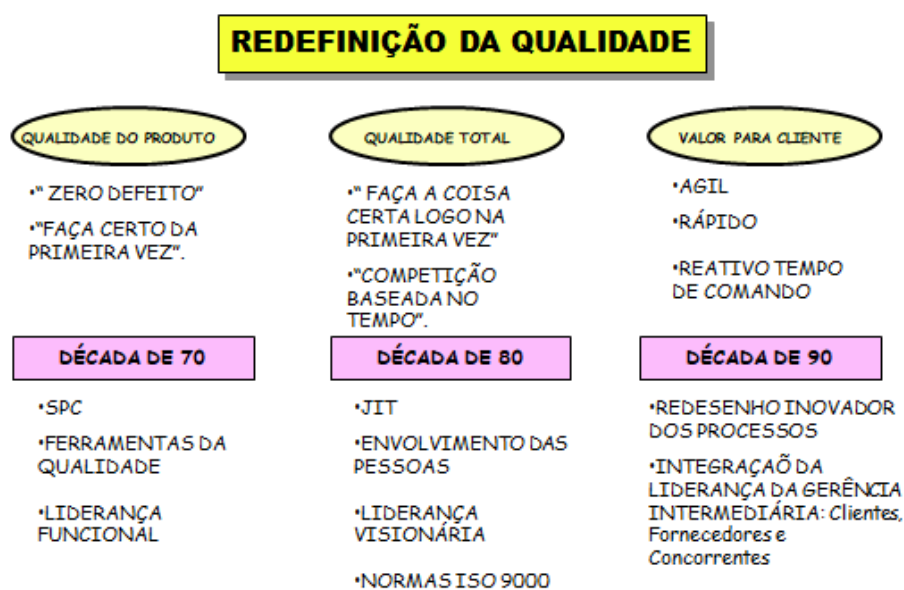 REDEFINIÇÃO DA QUALIDADE
QUALIDADE DO PRODUTO
•“ ZERO DEFEITO”
•“FAÇA CERTO DA
PRIMEIRA VEZ”.
QUALIDADE TOTAL
•“ FAÇA A COISA
CERTA LOGO NA
PRIMEIRA VEZ”
•“COMPETIÇÃO
BASEADA NO
TEMPO”.
VALOR PARA CLIENTE
•AGIL
•RÁPIDO
•REATIVO TEMPO
DE COMANDO
DÉCADA DE 70
•SPC
•FERRAMENTAS DA
QUALIDADE
•LIDERANÇA
FUNCIONAL
DÉCADA DE 80
•JIT
•ENVOLVIMENTO DAS
PESSOAS
•LIDERANÇA
VISIONÁRIA
•NORMAS ISO 9000
DÉCADA DE 90
•REDESENHO INOVADOR
DOS PROCESSOS
•INTEGRAÇAÕ DA
LIDERANÇA DA GERÊNCIA
INTERMEDIÁRIA: Clientes,
Fornecedores e
Concorrentes